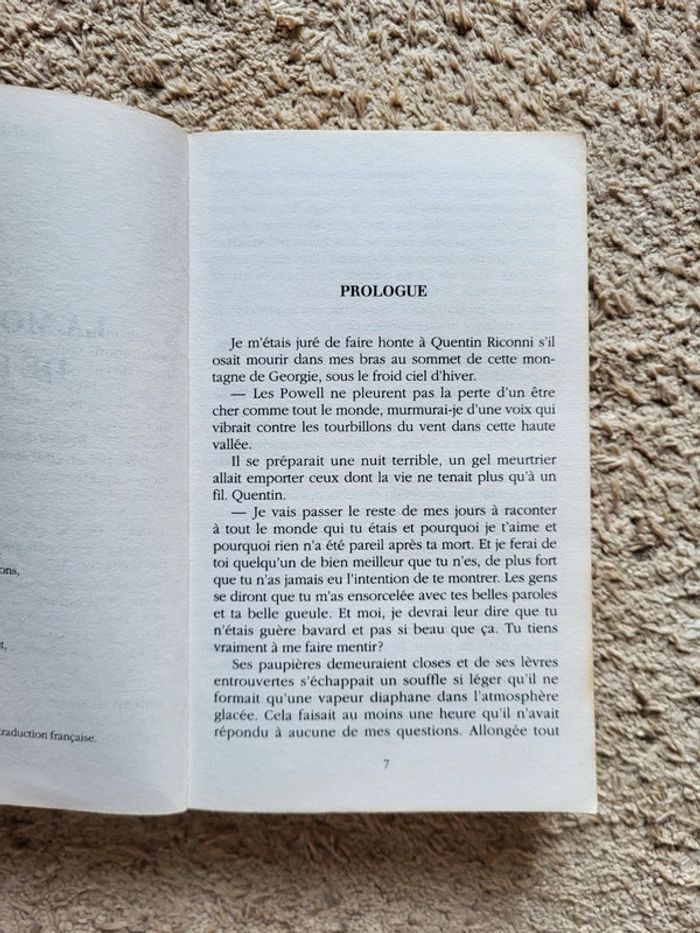 ons,
t,
traduction française.
PROLOGUE
Je m'étais juré de faire honte à Quentin Riconni s'il
osait mourir dans mes bras au sommet de cette mon-
tagne de Georgie, sous le froid ciel d'hiver.
— Les Powell ne pleurent pas la perte d'un être
cher comme tout le monde, murmurai-je d'une voix qui
vibrait contre les tourbillons du vent dans cette haute
vallée.
Il se préparait une nuit terrible, un gel meurtrier
allait emporter ceux dont la vie ne tenait plus qu'à un
fil. Quentin.
— Je vais passer le reste de mes jours à raconter
à tout le monde qui tu étais et pourquoi je t'aime et
pourquoi rien n'a été pareil après ta mort. Et je ferai de
toi quelqu'un de bien meilleur que tu n'es, de plus fort
que tu n'as jamais eu l'intention de te montrer. Les gens
se diront que tu m'as ensorcelée avec tes belles paroles
et ta belle gueule. Et moi, je devrai leur dire que tu
n'étais guère bavard et pas si beau que ça. Tu tiens
vraiment à me faire mentir?
Ses paupières demeuraient closes et de ses lèvres
entrouvertes s'échappait un souffle si léger qu'il ne
formait qu'une vapeur diaphane dans l'atmosphère
glacée. Cela faisait au moins une heure qu'il n'avait
répondu à aucune de mes questions. Allongée tout
7